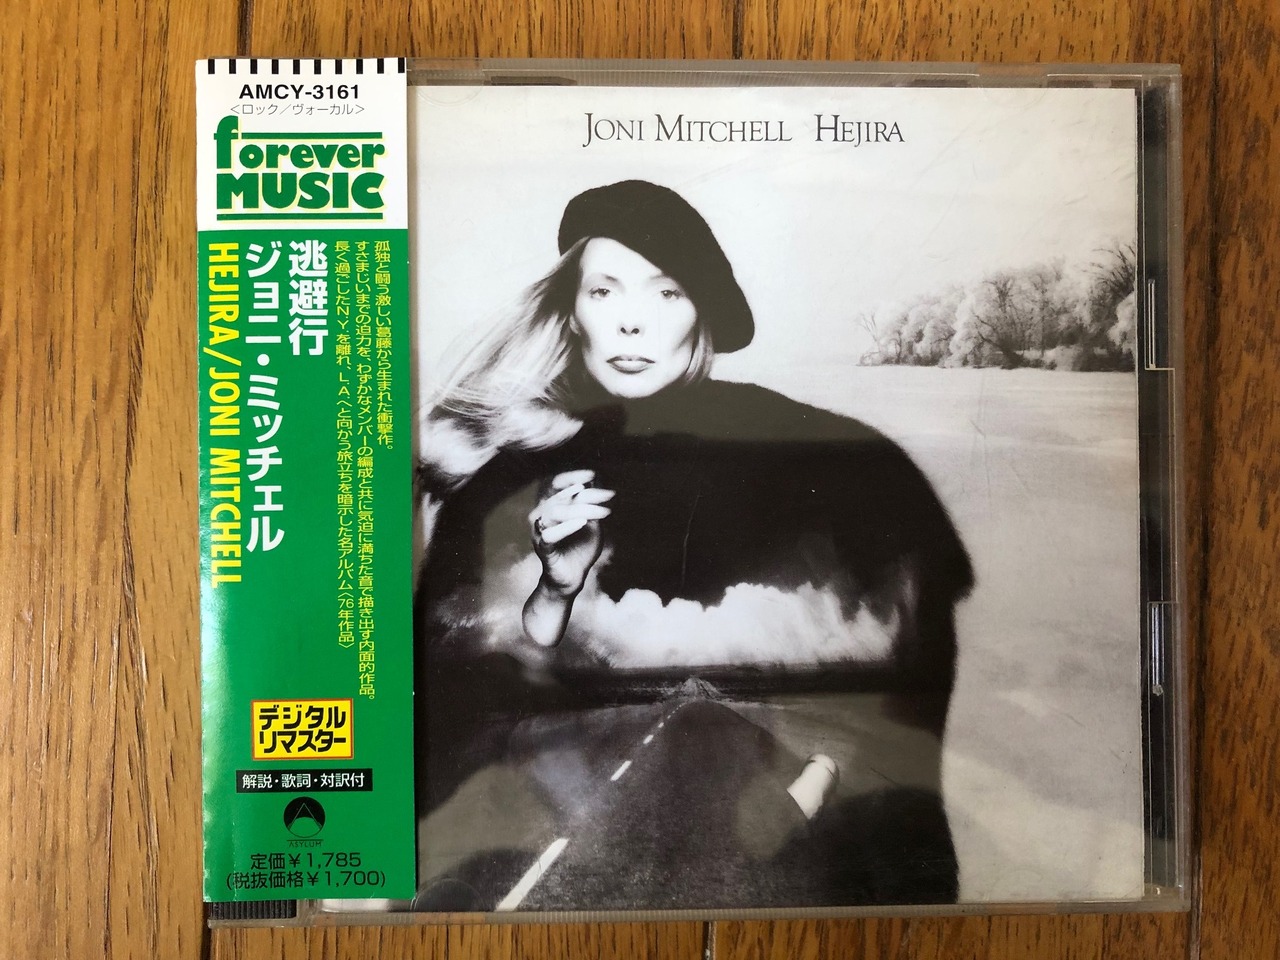 AMCY-3161
<ロック／ヴォーカル>
forever
MUSIC
孤独と闘う激しい葛藤から生まれた衝撃作。
すさまじいまでの迫力を、わずかなメンバーの編成と共に気迫に満ちた音で描き出す内面的作品。
長く過ごしたN.Y.を離れ、L.A.へと向かう旅立ちを暗示した名アルバム〈76年作品〉
逃避行
ジョニ・ミッチェル
HEJIRA/JONI MITCHELL
デジタル
リマスター
解説・歌詞・対訳付
ASYLUM
定価￥1,785
(税抜価格￥1,700)
JONI MITCHELL HEJIRA